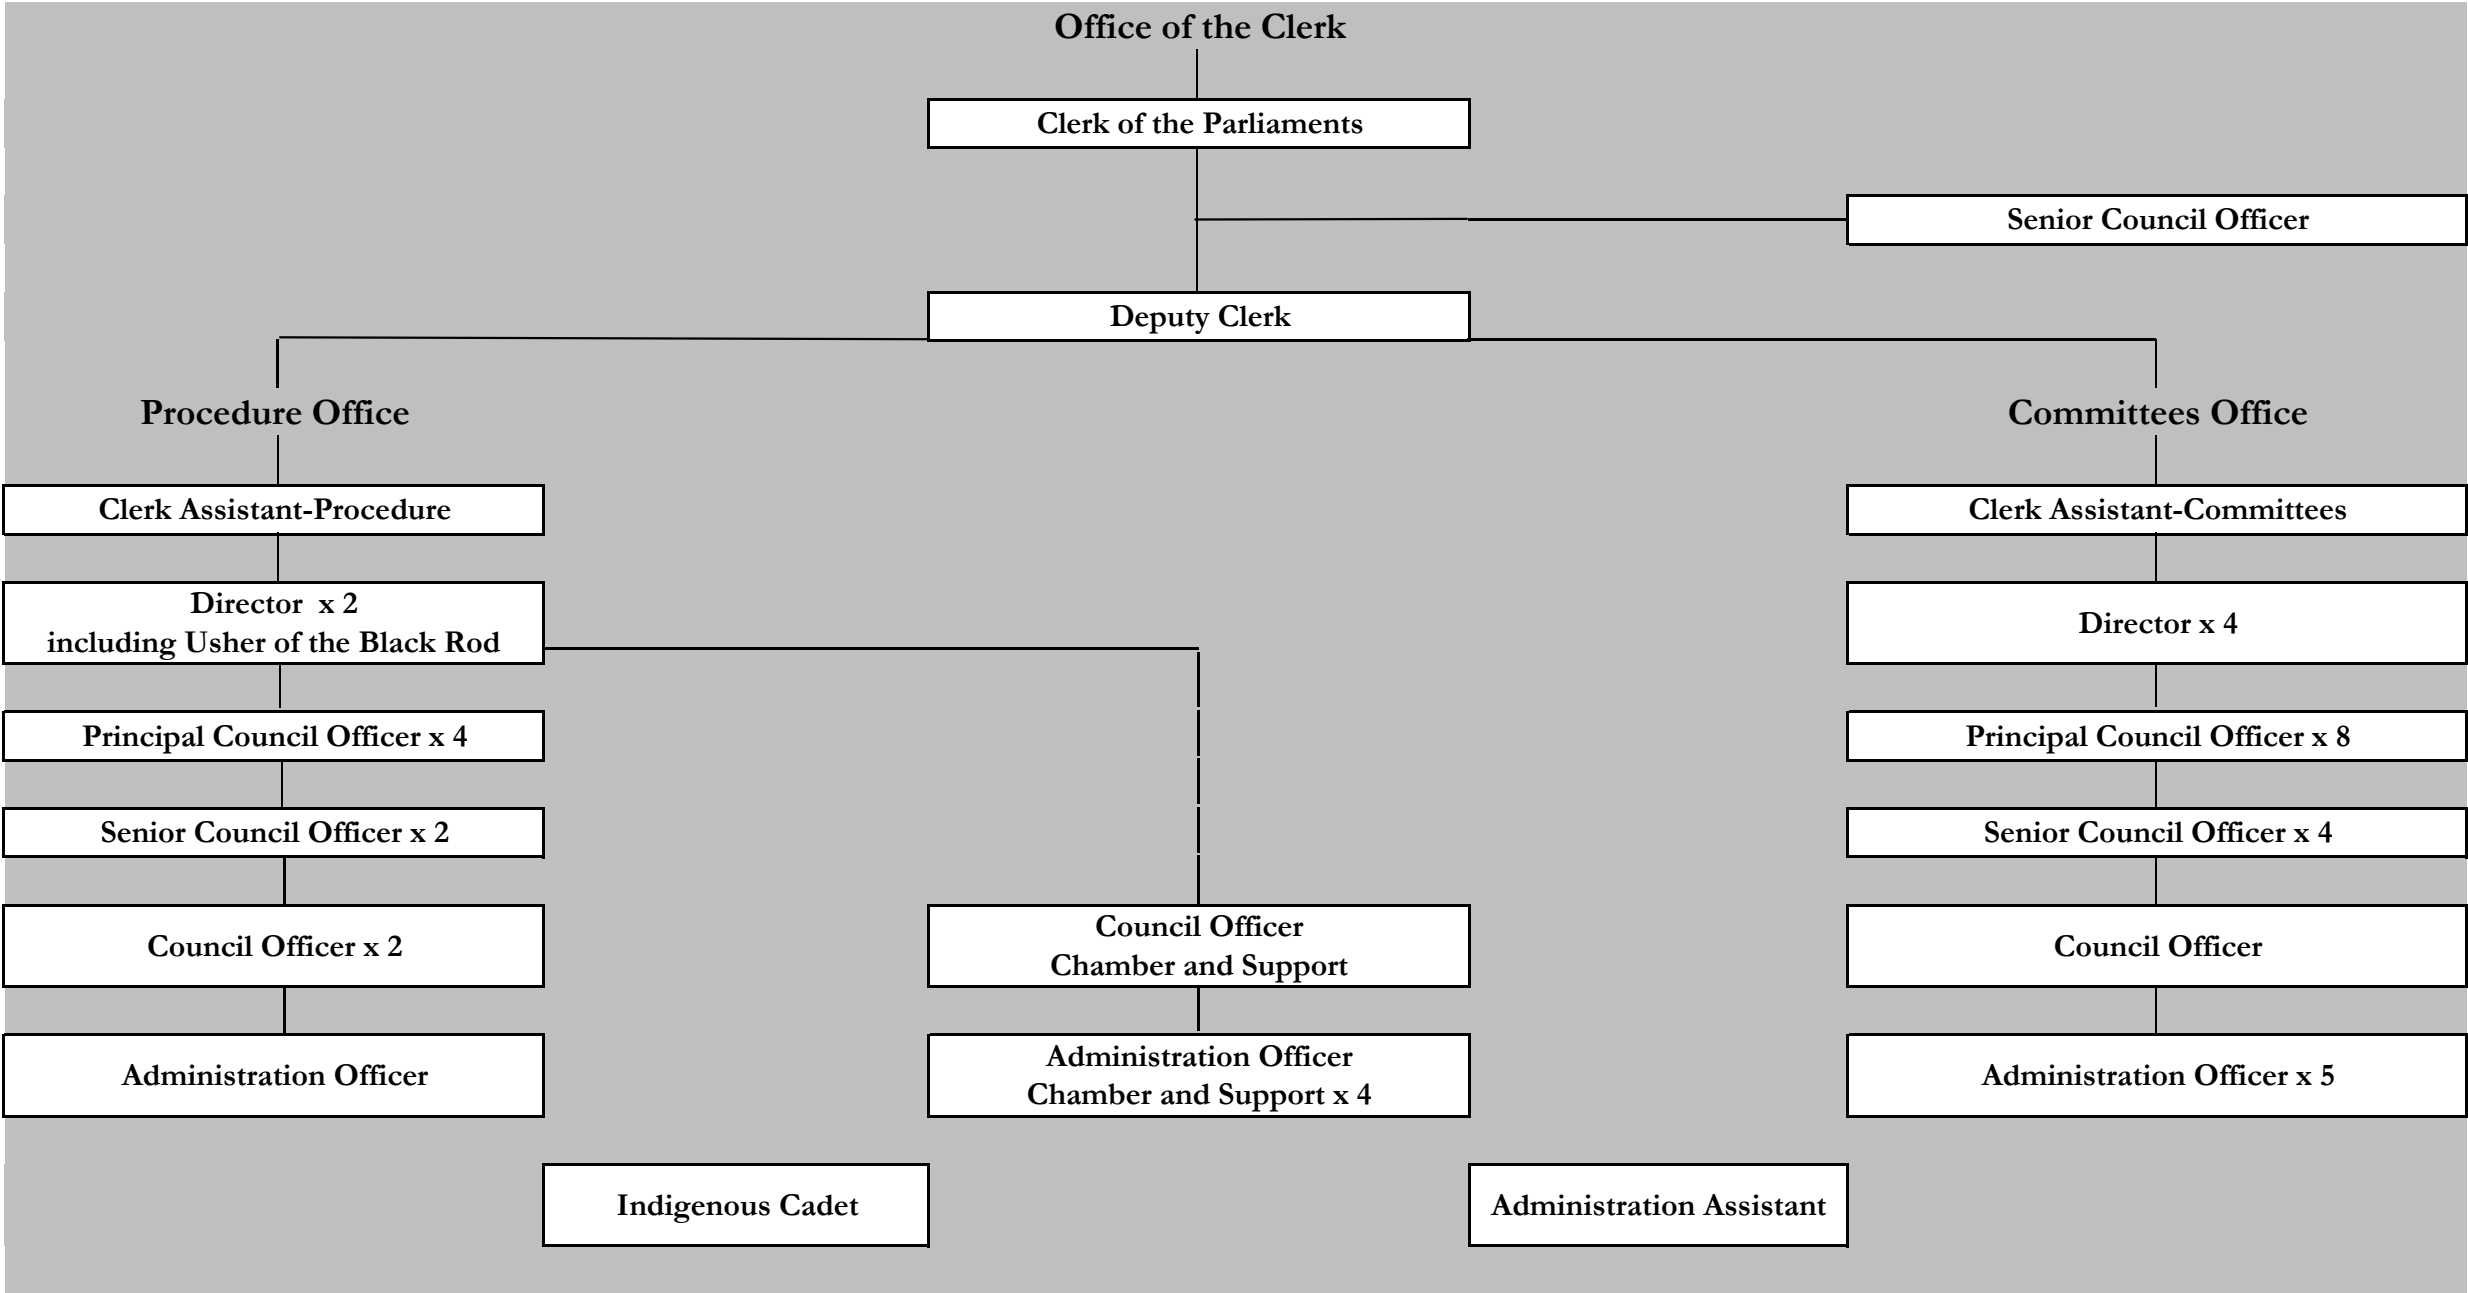 Office of the Clerk
Clerk of the Parliaments
Senior Council Officer
Deputy Clerk
Procedure Office
Committees Office
Clerk Assistant-Procedure
Clerk Assistant-Committees
Director x 2
including Usher of the Black Rod
Director x 4
Principal Council Officer x 4
Principal Council Officer x 8
Senior Council Officer x 2
Senior Council Officer x 4
Council Officer x 2
Council Officer
Chamber and Support
Council Officer
Administration Officer
Administration Officer
Chamber and Support x 4
Administration Officer x 5
Indigenous Cadet
Administration Assistant